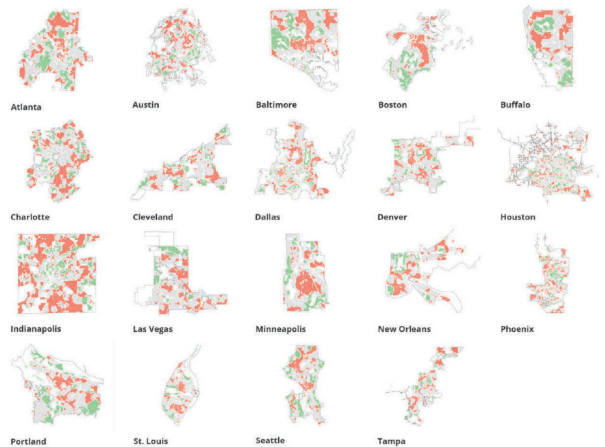 Atlanta
Austin
Baltimore
Boston
Buffalo
Charlotte
Cleveland
Dallas
Denver
Houston
Indianapolis
Las Vegas
Minneapolis
New Orleans
Phoenix
Portland
St. Louis
Seattle
Tampa